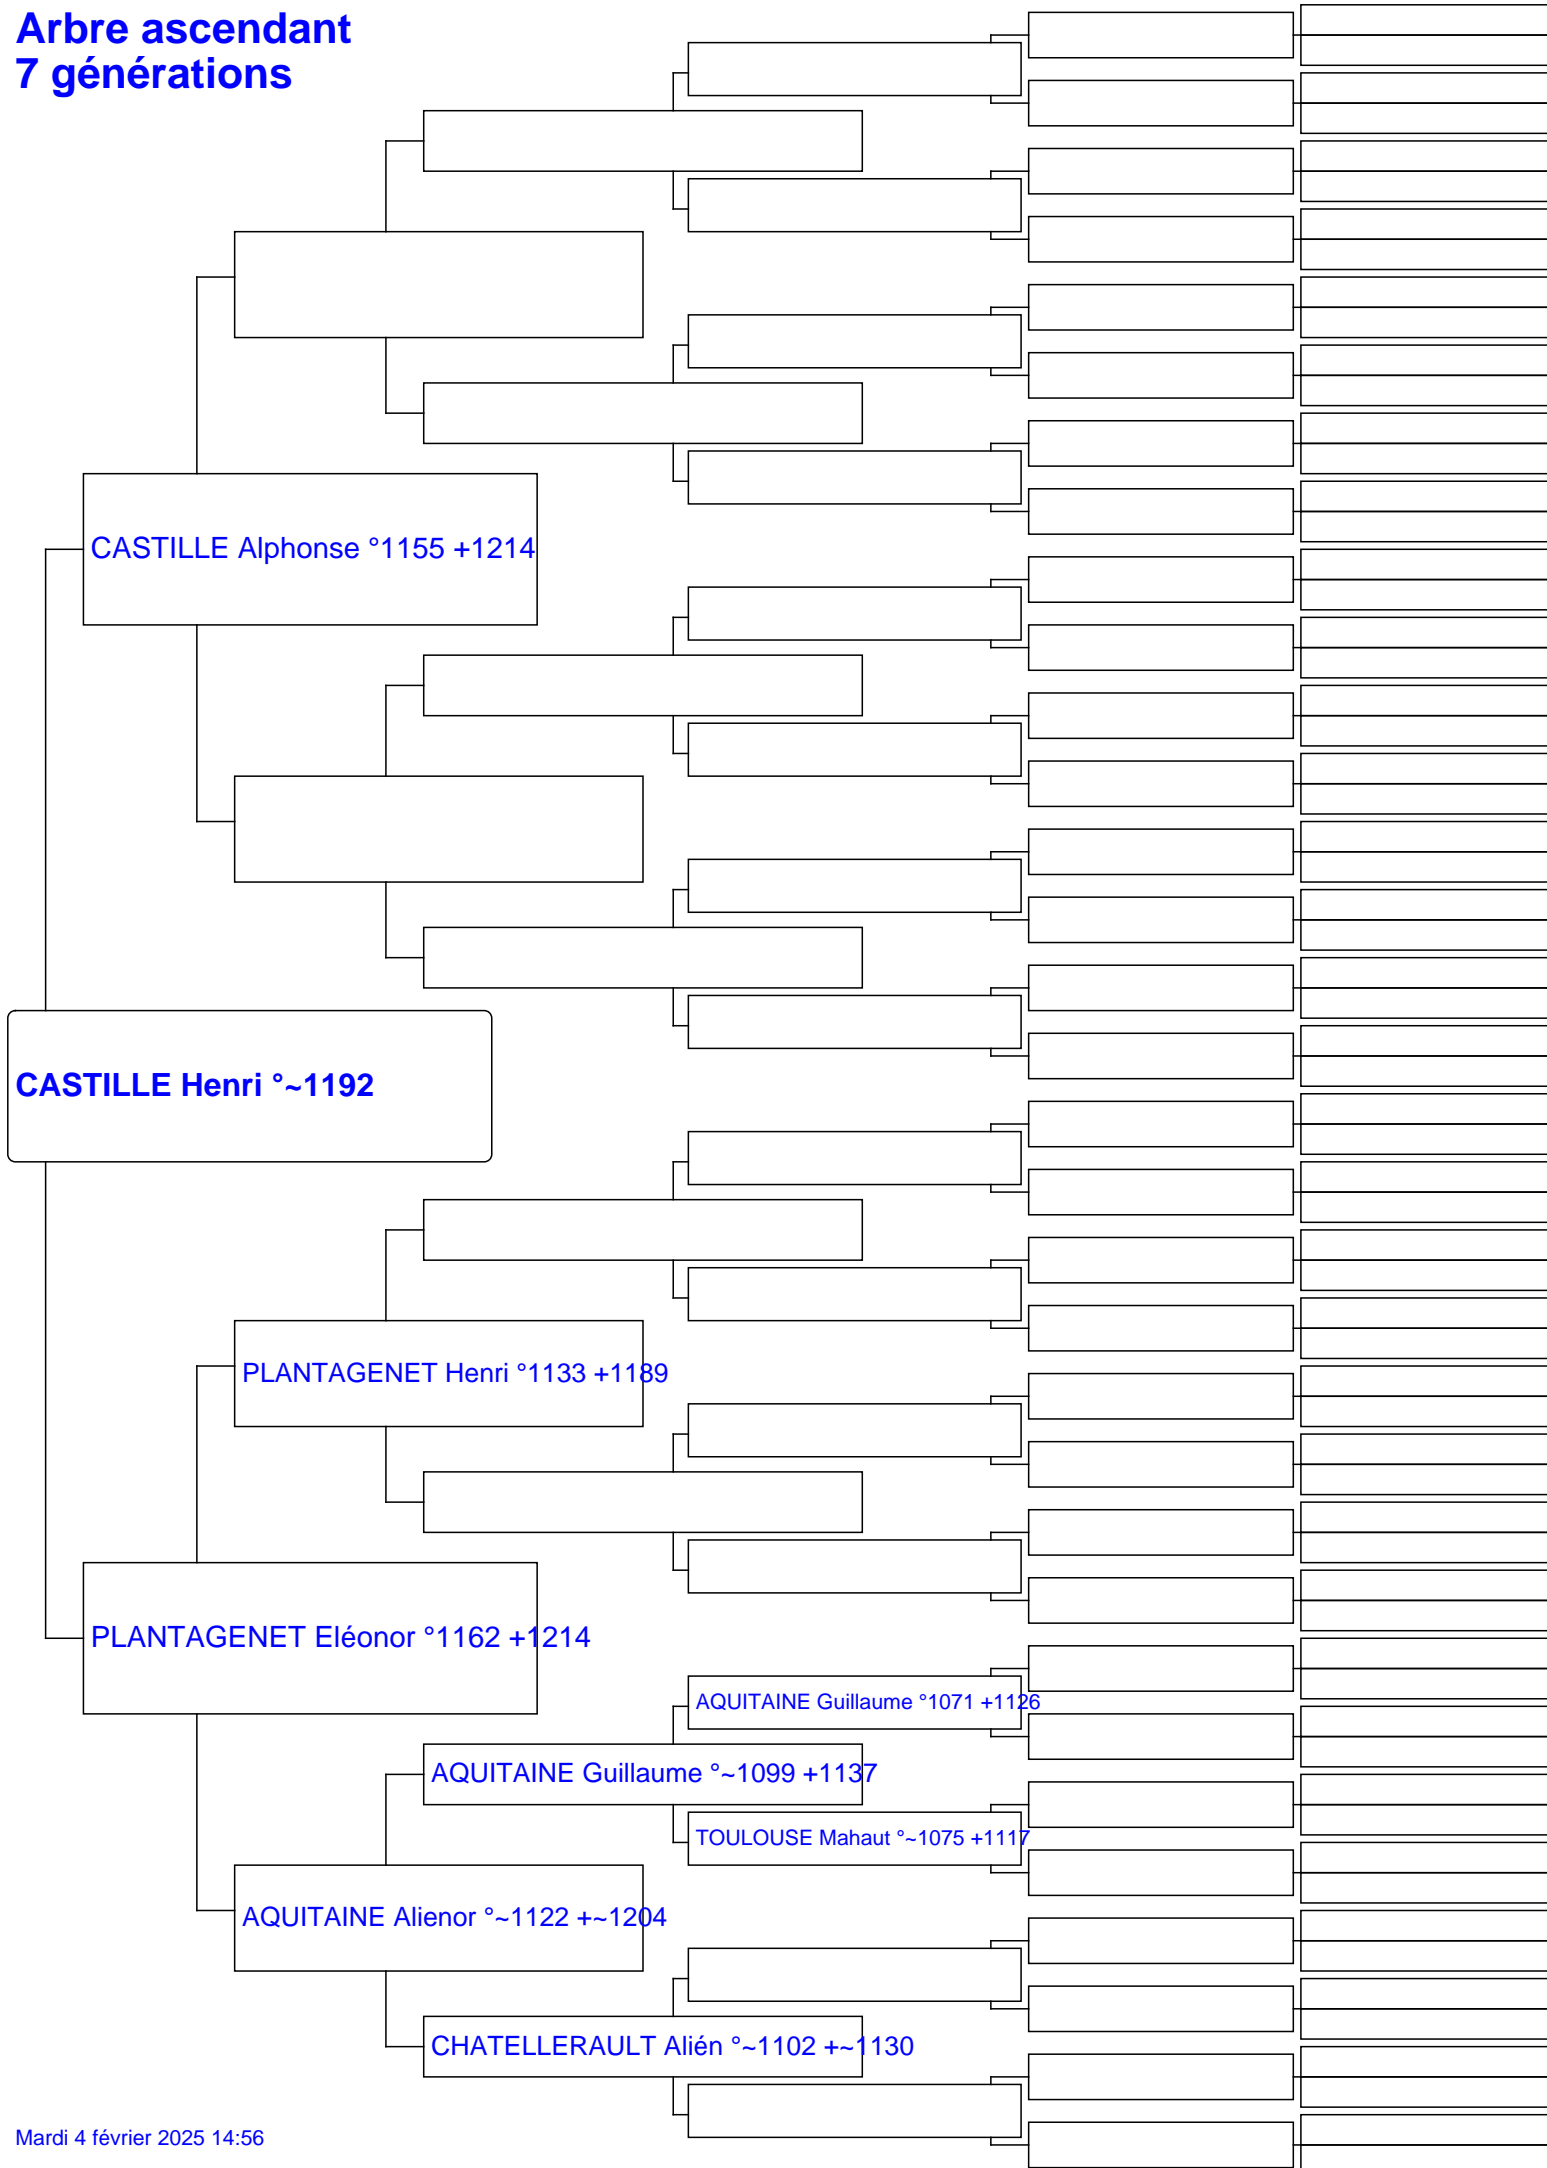 Arbre ascendant
7 générations
CASTILLE Alphonse °1155 +1214
CASTILLE Henri °~1192
PLANTAGENET Henri °1133 +1189
PLANTAGENET Eléonor °1162 +1214
AQUITAINE Guillaume °1071 +1126
AQUITAINE Guillaume °~1099 +1137
TOULOUSE Mahaut °~1075 +1117
AQUITAINE Alienor °~1122 +~1204
CHATELLERAULT Alién °~1102 +~1130
Mardi 4 février 2025 14:56